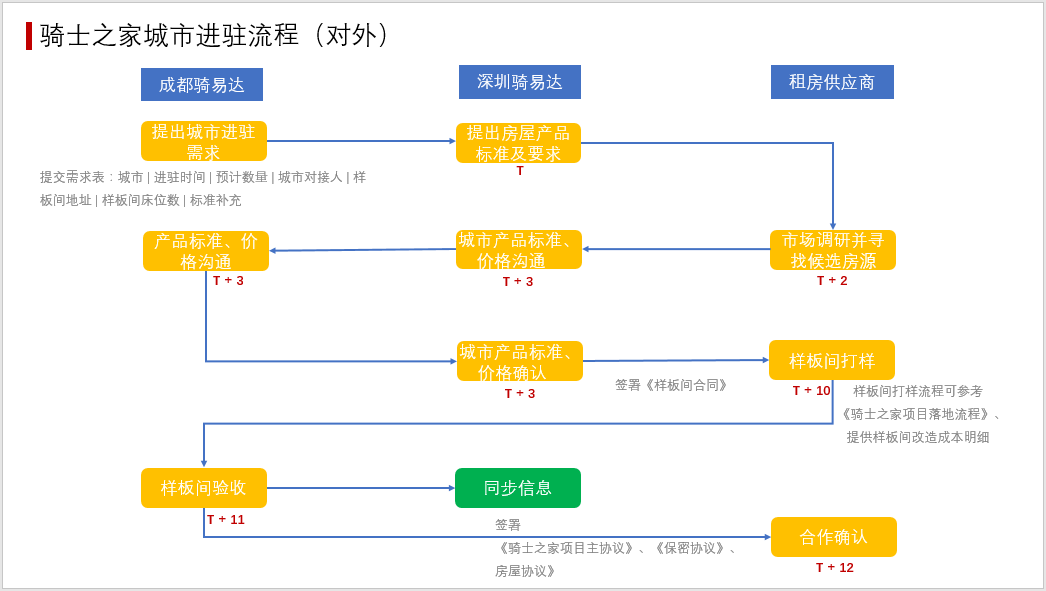 骑士之家城市进驻流程（对外）
成都骑易达
深圳骑易达
租房供应商
提出城市进驻
需求
提出房屋产品
标准及要求
T
提交需求表：城市 | 进驻时间 | 预计数量 | 城市对接人 | 样
板间地址 | 样板间床位数 | 标准补充
产品标准、价
格沟通
T + 3
城市产品标准、
价格沟通
T + 3
市场调研并寻
找候选房源
T + 2
城市产品标准、
价格确认
T + 3
签署《样板间合同》
样板间打样
T + 10
样板间打样流程可参考
《骑士之家项目落地流程》、
提供样板间改造成本明细
样板间验收
T + 11
同步信息
签署
《骑士之家项目主协议》、《保密协议》、
房屋协议》
合作确认
T + 12